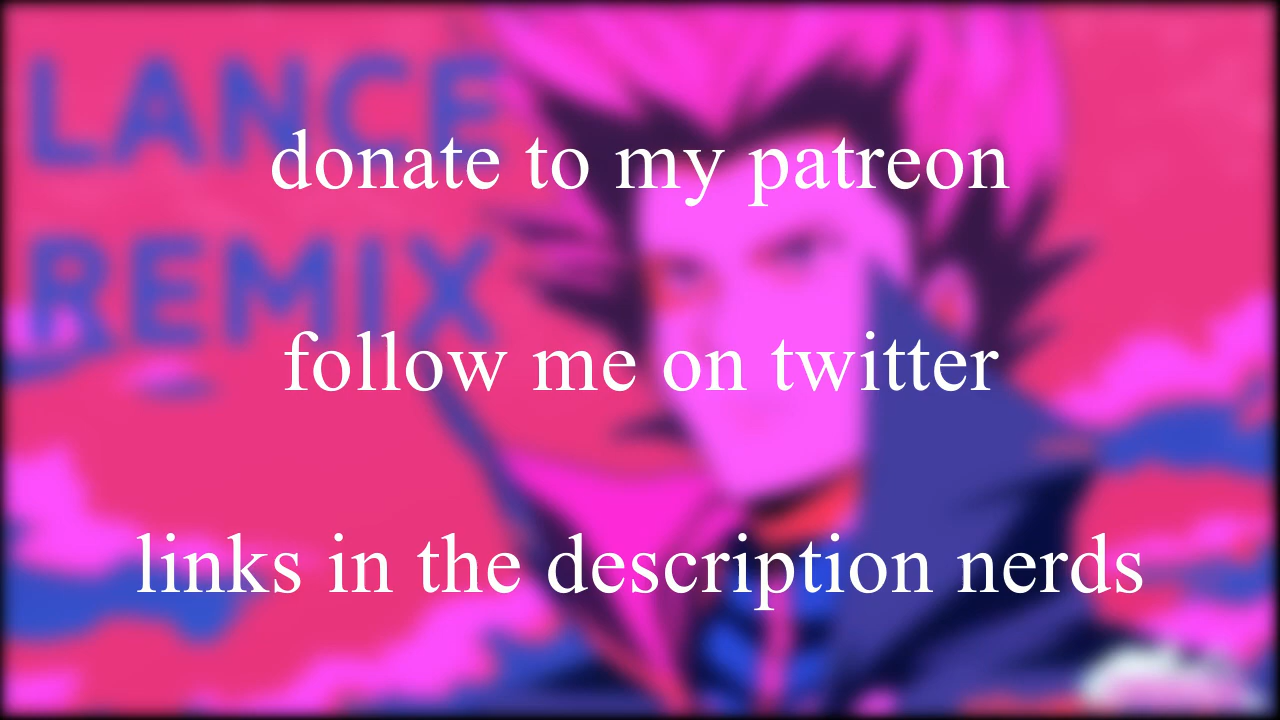 LANCE
REMIX
donate to my patreon
follow me on twitter
links in the description nerds